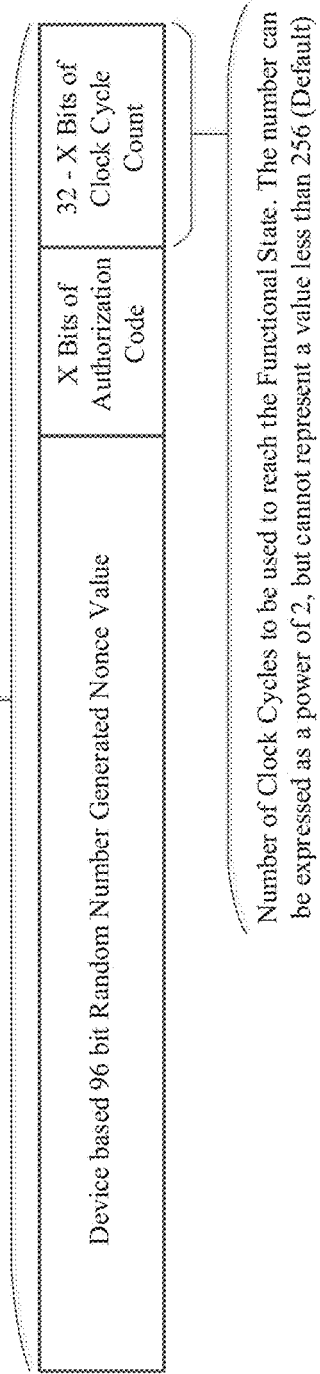 Device based 96 bit Random Number Generated Nonce Value
X Bits of
Authorization
Code
32 - X Bits of
Clock Cycle
Count
Number of Clock Cycles to be used to reach the Functional State. The number can
be expressed as a power of 2, but cannot represent a value less than 256 (Default)